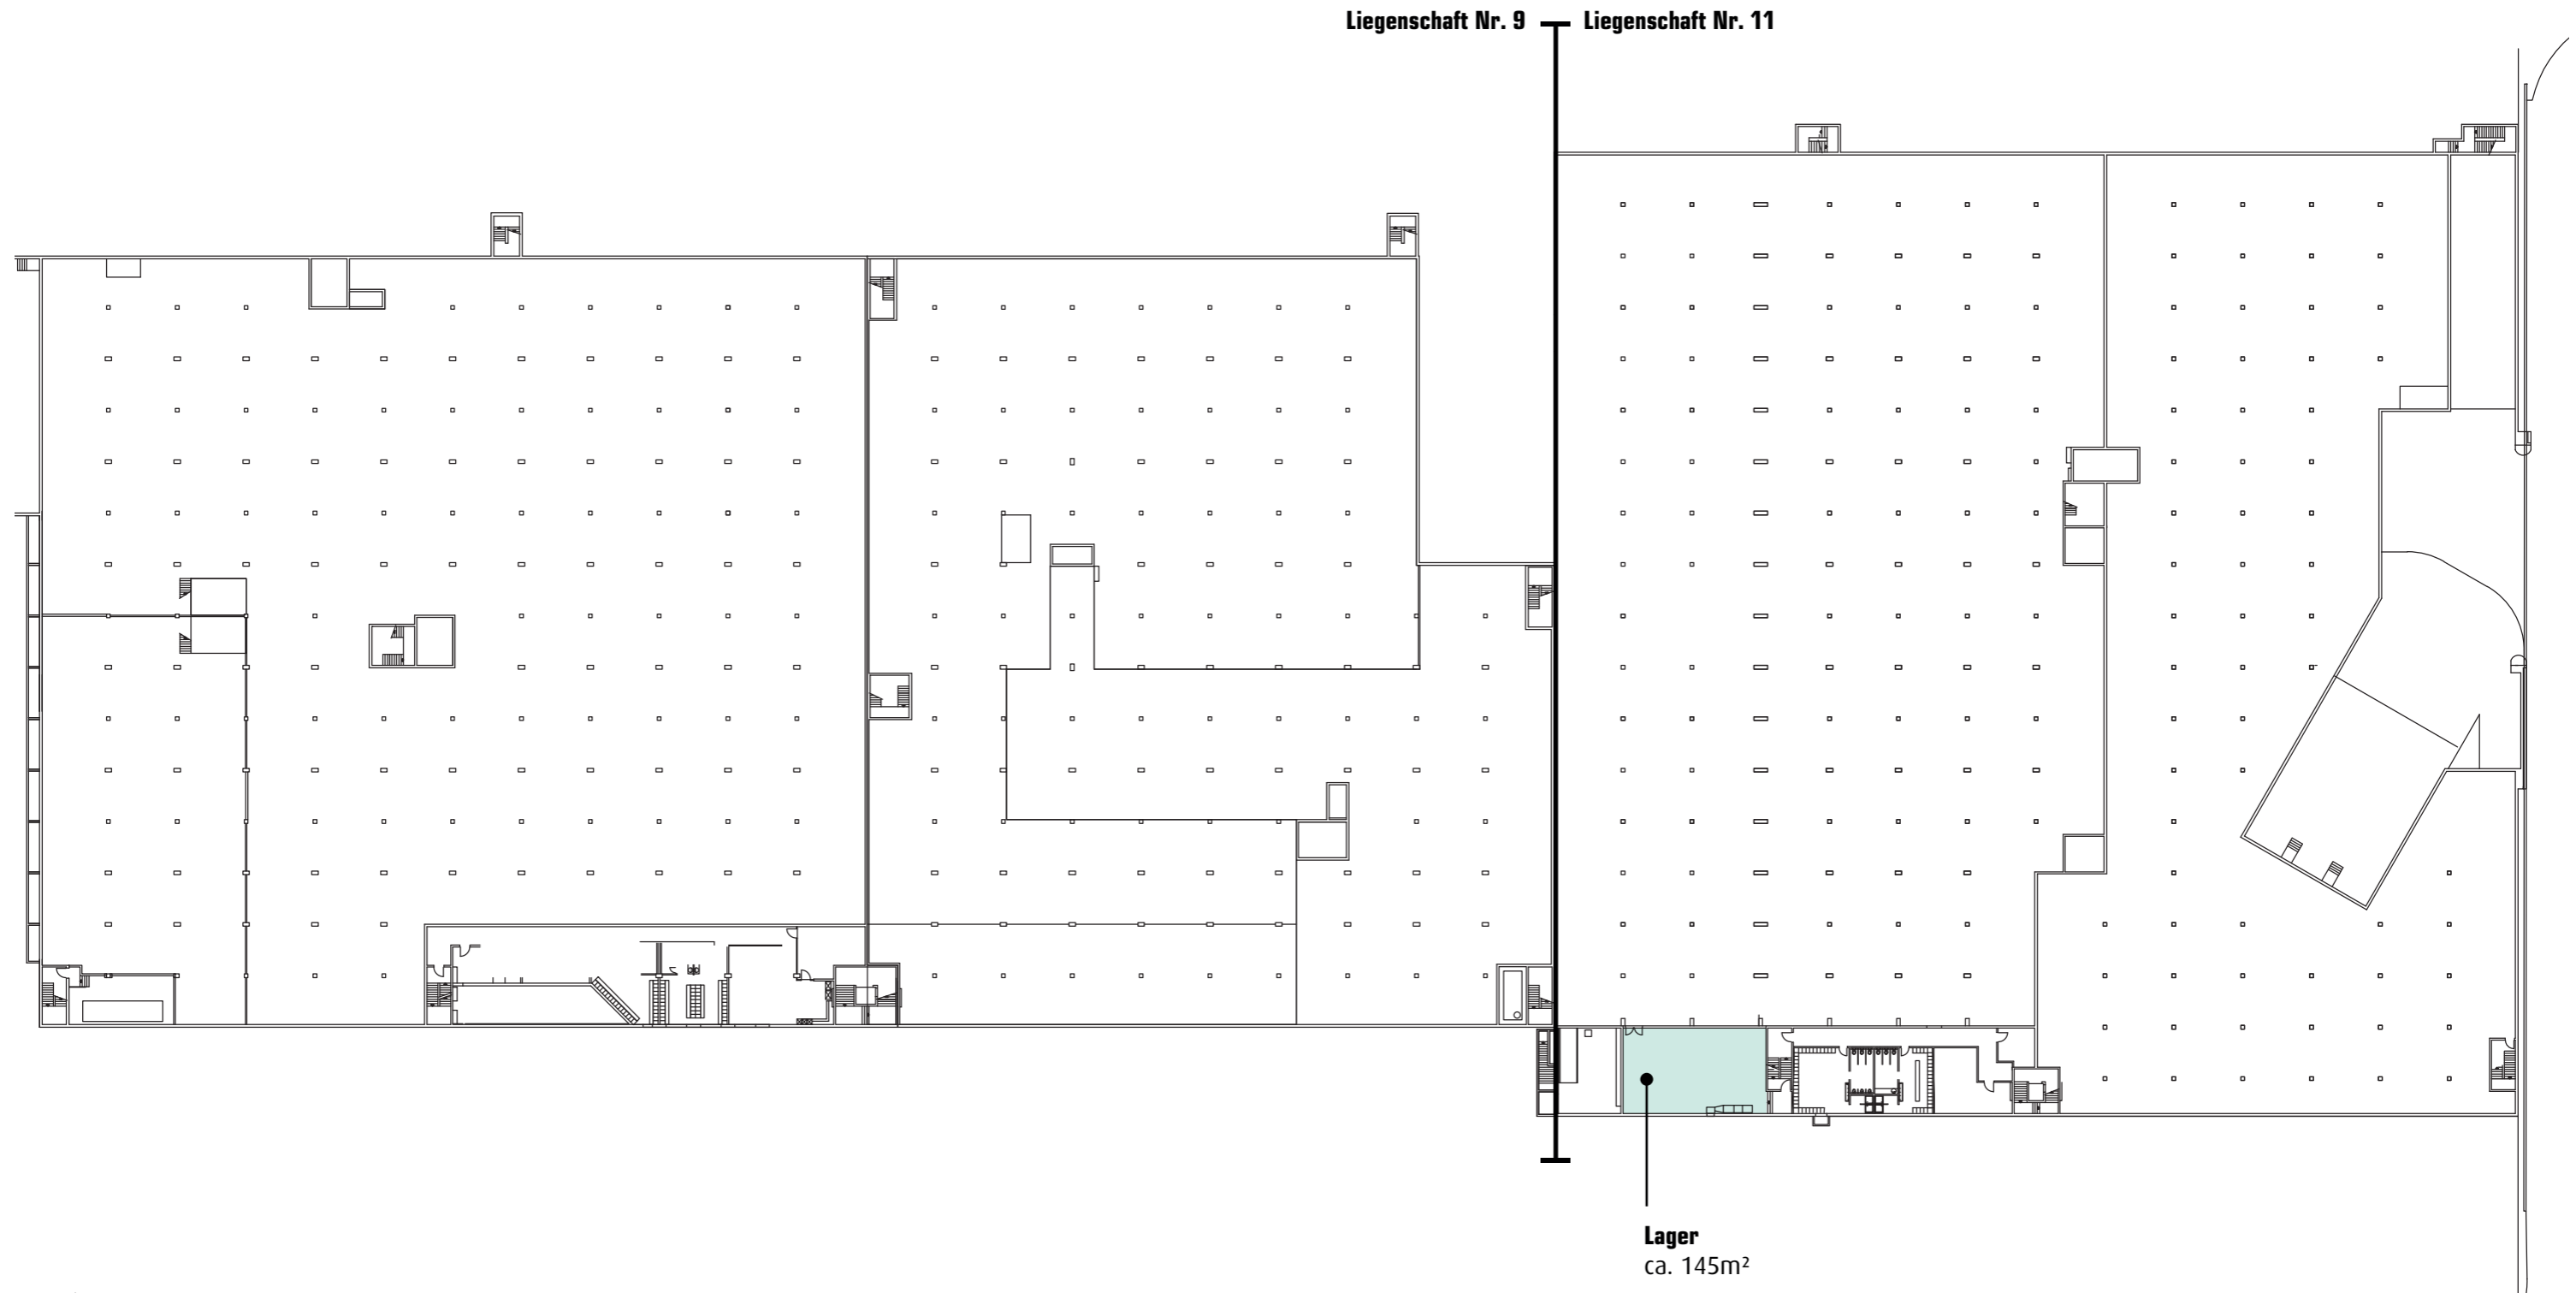 Liegenschaft Nr. 9
Liegenschaft Nr. 11
Lager
ca. 145m²